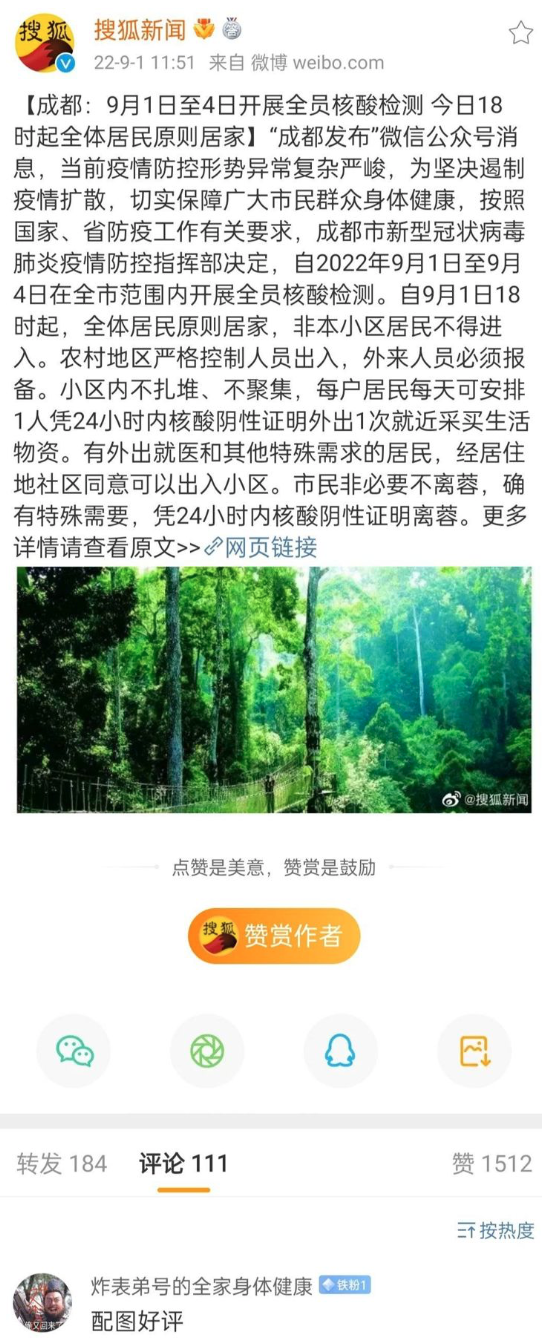 搜狐
搜狐新闻
22-9-1 11:51 来自 微博 weibo.com
【成都：9月1日至4日开展全员核酸检测 今日18
时起全体居民原则居家】“成都发布”微信公众号消
息，当前疫情防控形势异常复杂严峻，为坚决遏制
疫情扩散，切实保障广大市民群众身体健康，按照
国家、省防疫工作有关要求，成都市新型冠状病毒
肺炎疫情防控指挥部决定，自2022年9月1日至9月
4日在全市范围内开展全员核酸检测。自9月1日18
时起，全体居民原则居家，非本小区居民不得进
入。农村地区严格控制人员出入，外来人员必须报
备。小区内不扎堆、不聚集，每户居民每天可安排
1人凭24小时内核酸阴性证明外出1次就近采买生活
物资。有外出就医和其他特殊需求的居民，经居住
地社区同意可以出入小区。市民非必要不离蓉，确
有特殊需要，凭24小时内核酸阴性证明离蓉。更多
详情请查看原文>>网页链接
@搜狐新闻
点赞是美意，赞赏是鼓励
搜狐 赞赏作者
转发 184 评论 111 赞 1512
按热度
炸表弟号的全家身体健康 铁粉1
配图好评